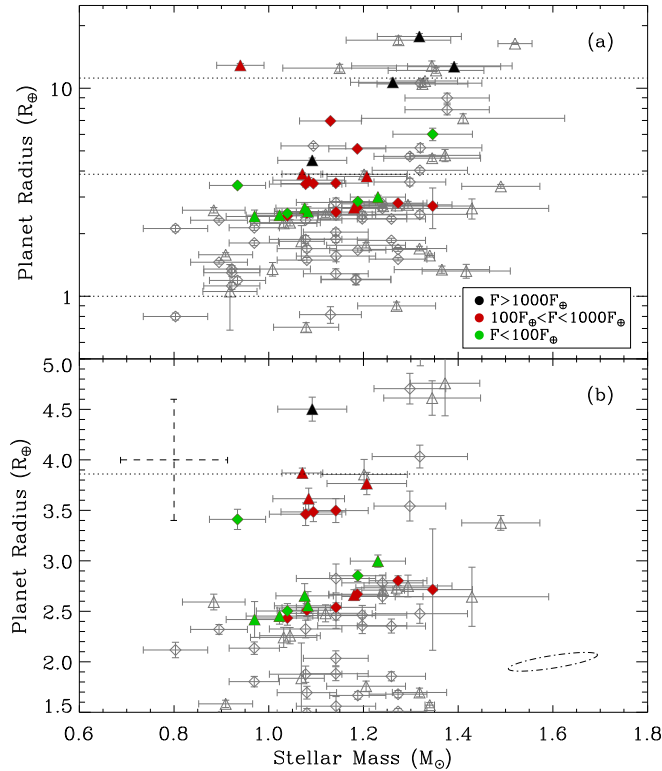 (a)
10
1
Planet Radius (R⊕)
F>1000F⊕
100F⊕<F<1000F⊕
F<100F⊕
(b)
5.0
4.5
4.0
3.5
3.0
2.5
2.0
1.5
Planet Radius (R⊕)
0.6 0.8 1.0 1.2 1.4 1.6 1.8
Stellar Mass (M⊙)